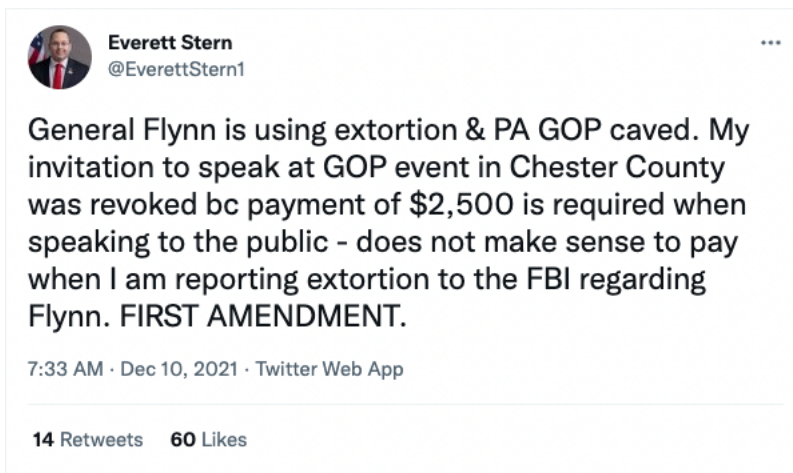 Everett Stern
@EverettStern1
General Flynn is using extortion & PA GOP caved. My
invitation to speak at GOP event in Chester County
was revoked bc payment of $2,500 is required when
speaking to the public - does not make sense to pay
when I am reporting extortion to the FBI regarding
Flynn. FIRST AMENDMENT.
7:33 AM · Dec 10, 2021 · Twitter Web App
14 Retweets 60 Likes